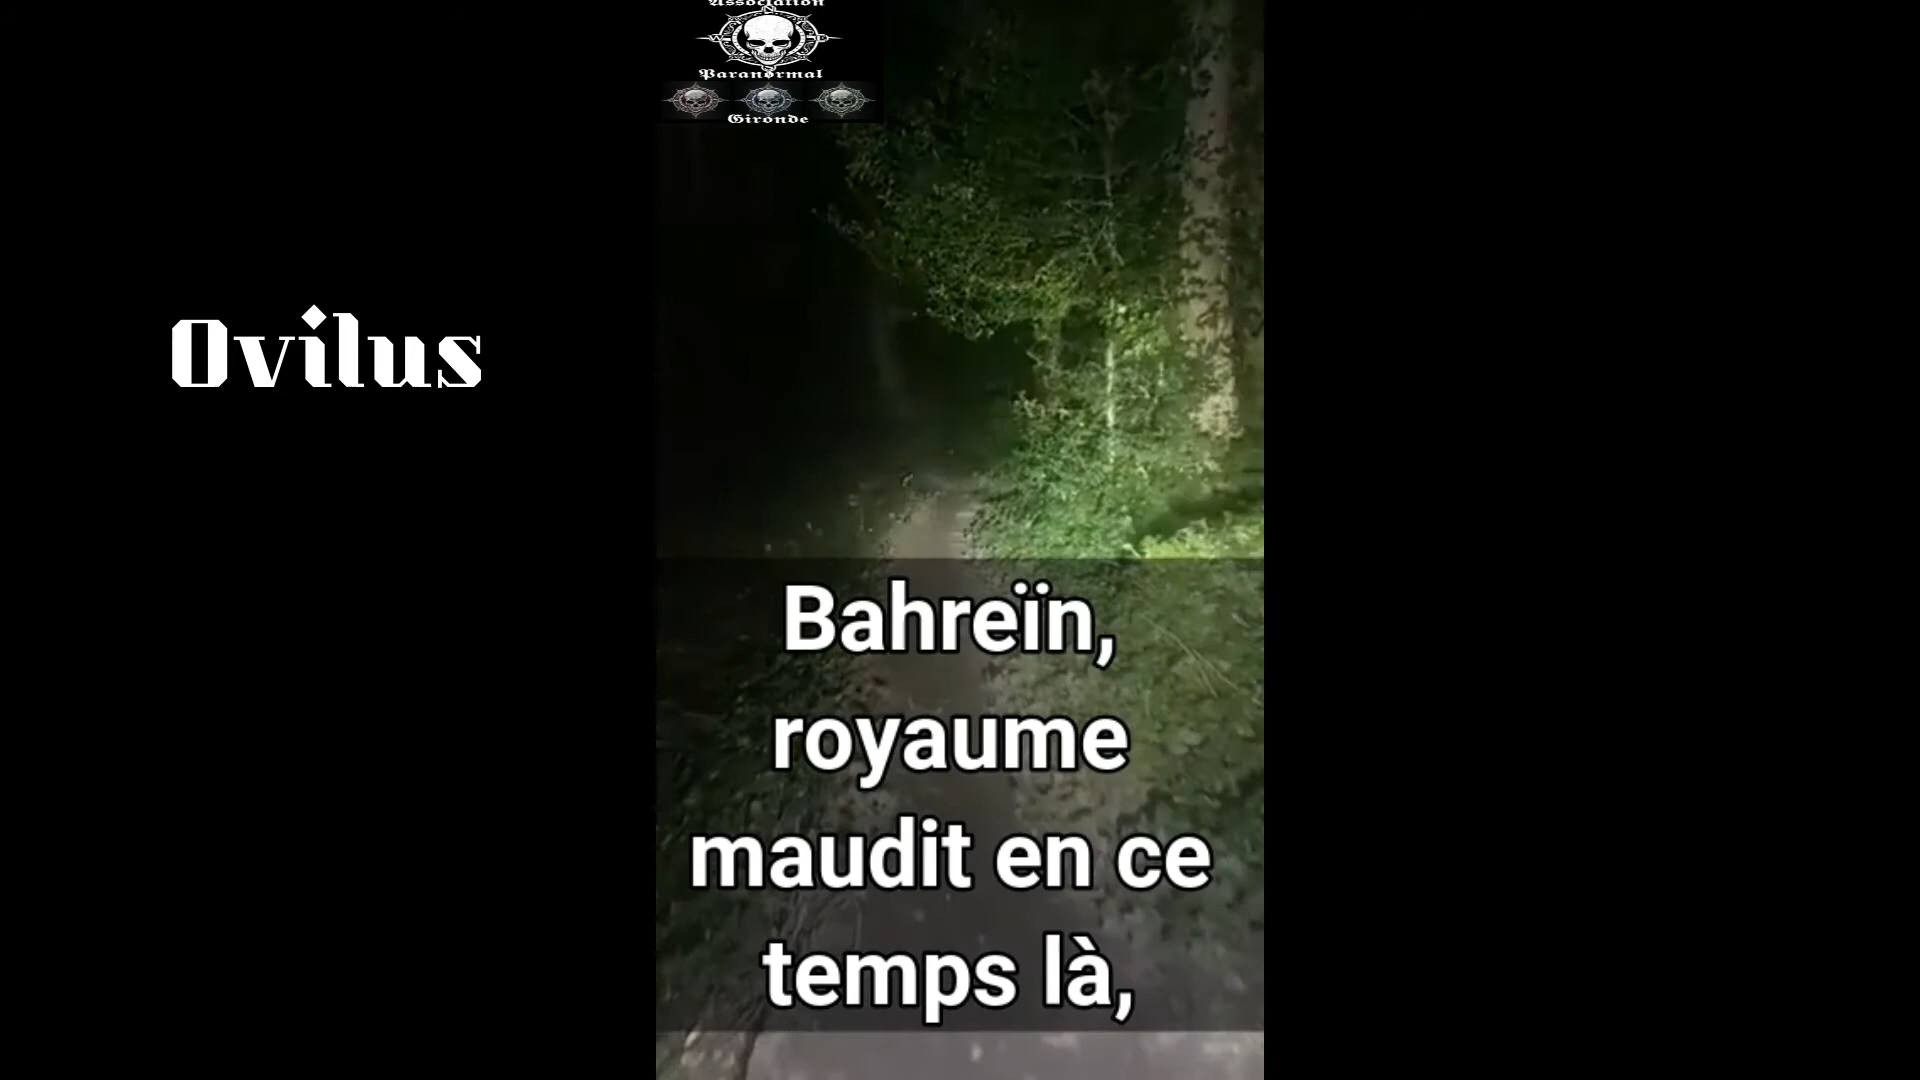 Association
Paranormal
Gironde
Ovilus
Bahreïn,
royaume
maudit en ce
temps là,